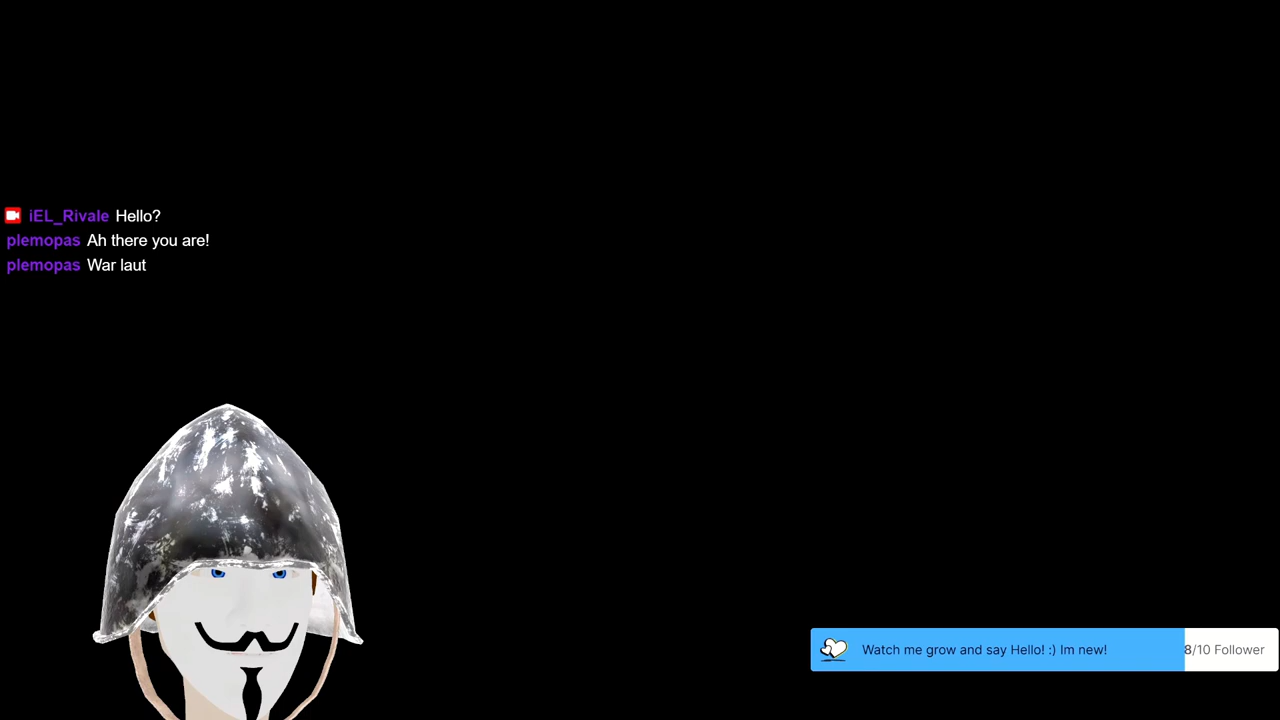 iEL_Rivale Hello?
plemopas Ah there you are!
plemopas War laut
Watch me grow and say Hello! :) Im new! 8/10 Follower